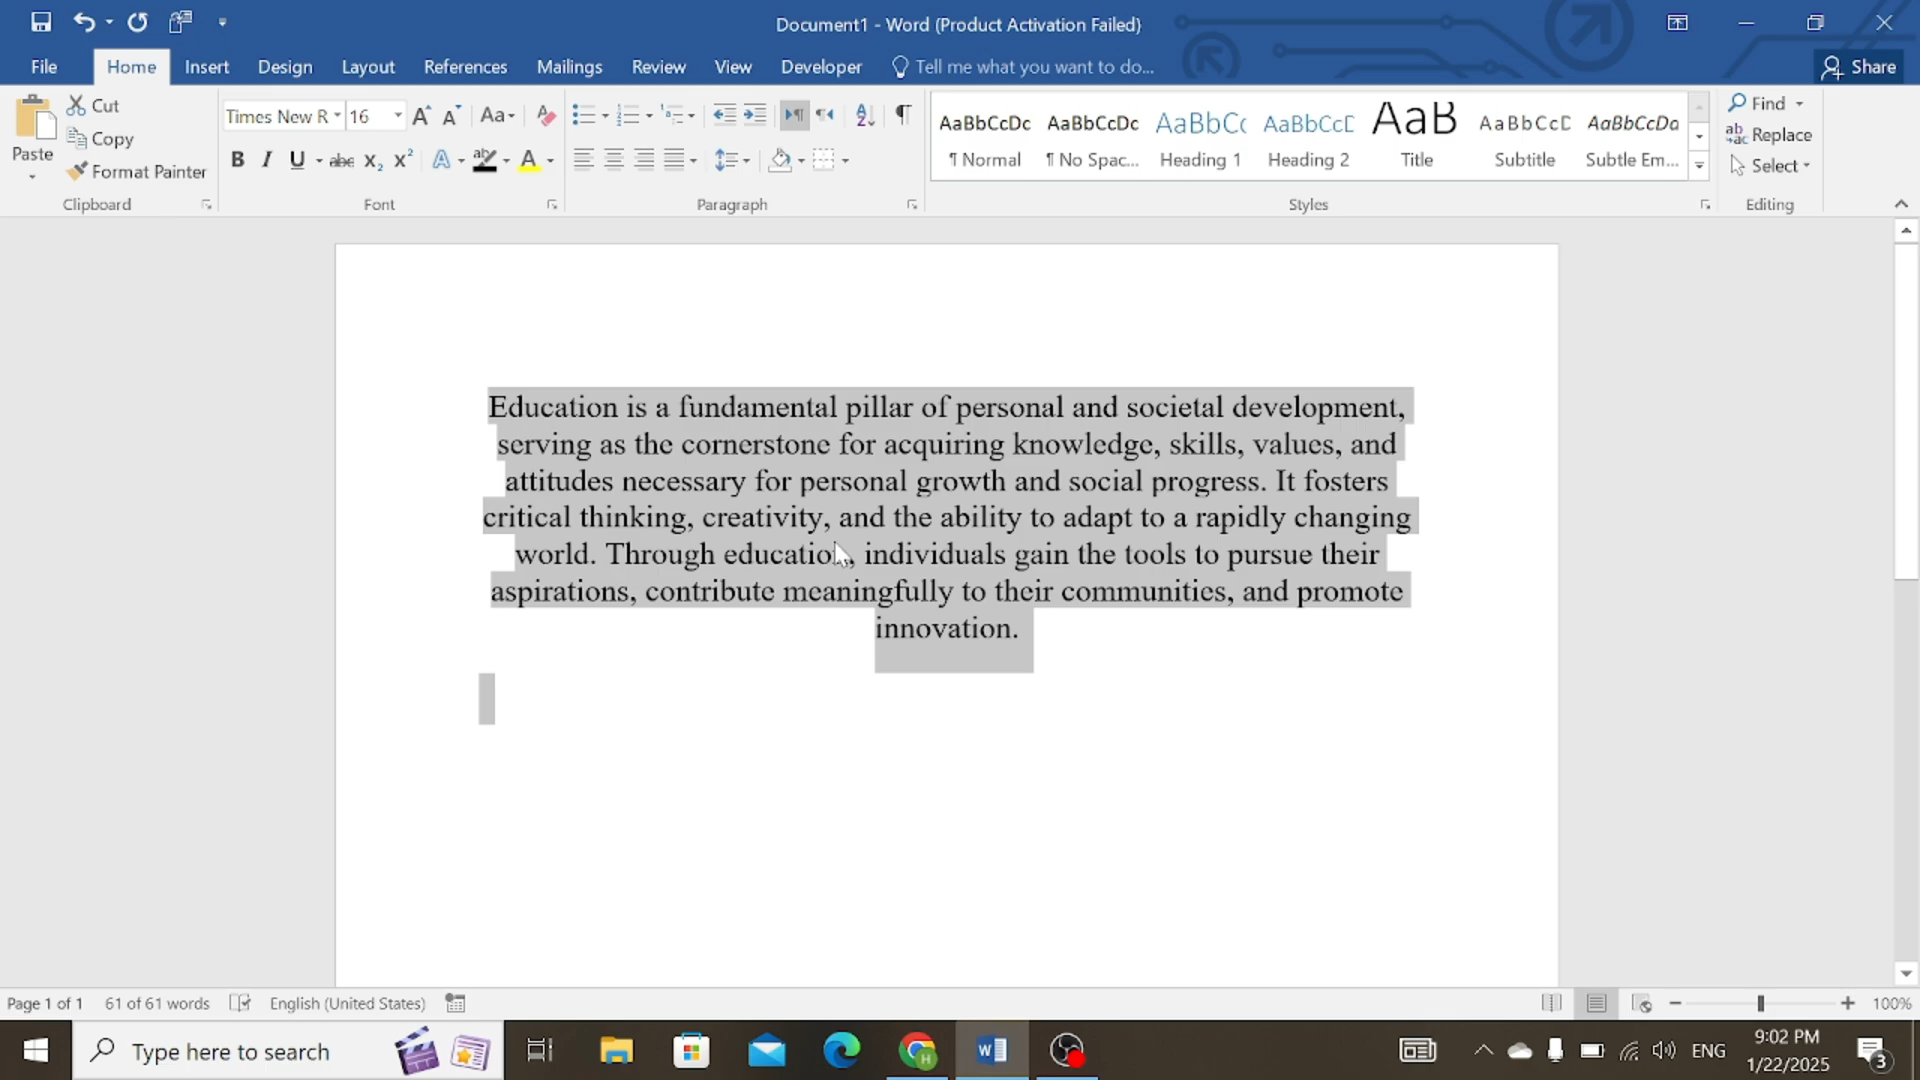 Document1 - Word (Product Activation Failed)
File Home Insert Design Layout References Mailings Review View Developer Tell me what you want to do... Share
Paste
Cut
Copy
Format Painter
Clipboard
Times New R 16
Aa
B I U abc X₂ X² A ab A
Font
Paragraph
AaBbCcDc AaBbCcDc AaBbCc AaBbCcE AaB AaBbCcD AaBbCcDa
¶ Normal ¶ No Spac... Heading 1 Heading 2 Title Subtitle Subtle Em...
Styles
Find
Replace
Select
Editing
Education is a fundamental pillar of personal and societal development,
serving as the cornerstone for acquiring knowledge, skills, values, and
attitudes necessary for personal growth and social progress. It fosters
critical thinking, creativity, and the ability to adapt to a rapidly changing
world. Through education, individuals gain the tools to pursue their
aspirations, contribute meaningfully to their communities, and promote
innovation.
Page 1 of 1 61 of 61 words English (United States) 100%
Type here to search
ENG
9:02 PM
1/22/2025
3